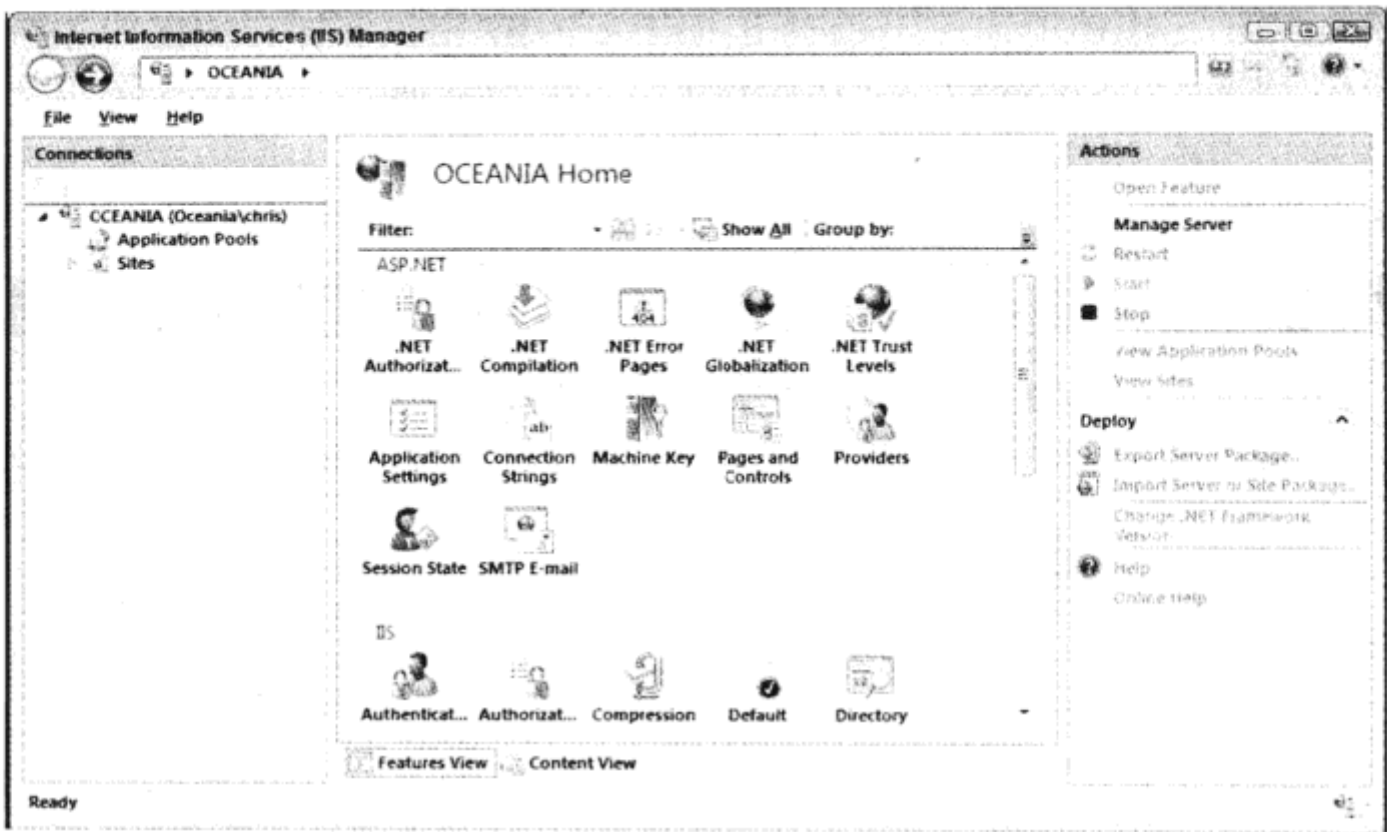 Internet Information Services (IIS) Manager
OCEANIA
File View Help
Connections
CCEANIA (Oceania\chris)
Application Pools
Sites
OCEANIA Home
Filter: Show All Group by:
ASP.NET
.NET Authorizat...
.NET Compilation
.NET Error Pages
.NET Globalization
.NET Trust Levels
Application Settings
Connection Strings
Machine Key
Pages and Controls
Providers
Session State
SMTP E-mail
IIS
Authenticat...
Authorizat...
Compression
Default
Directory
Features View
Content View
Actions
Open Feature
Manage Server
Restart
Start
Stop
View Application Pools
View Sites
Deploy
Export Server Package...
Import Server or Site Package...
Change .NET Framework
Version
Help
Online Help
Ready
404
ab